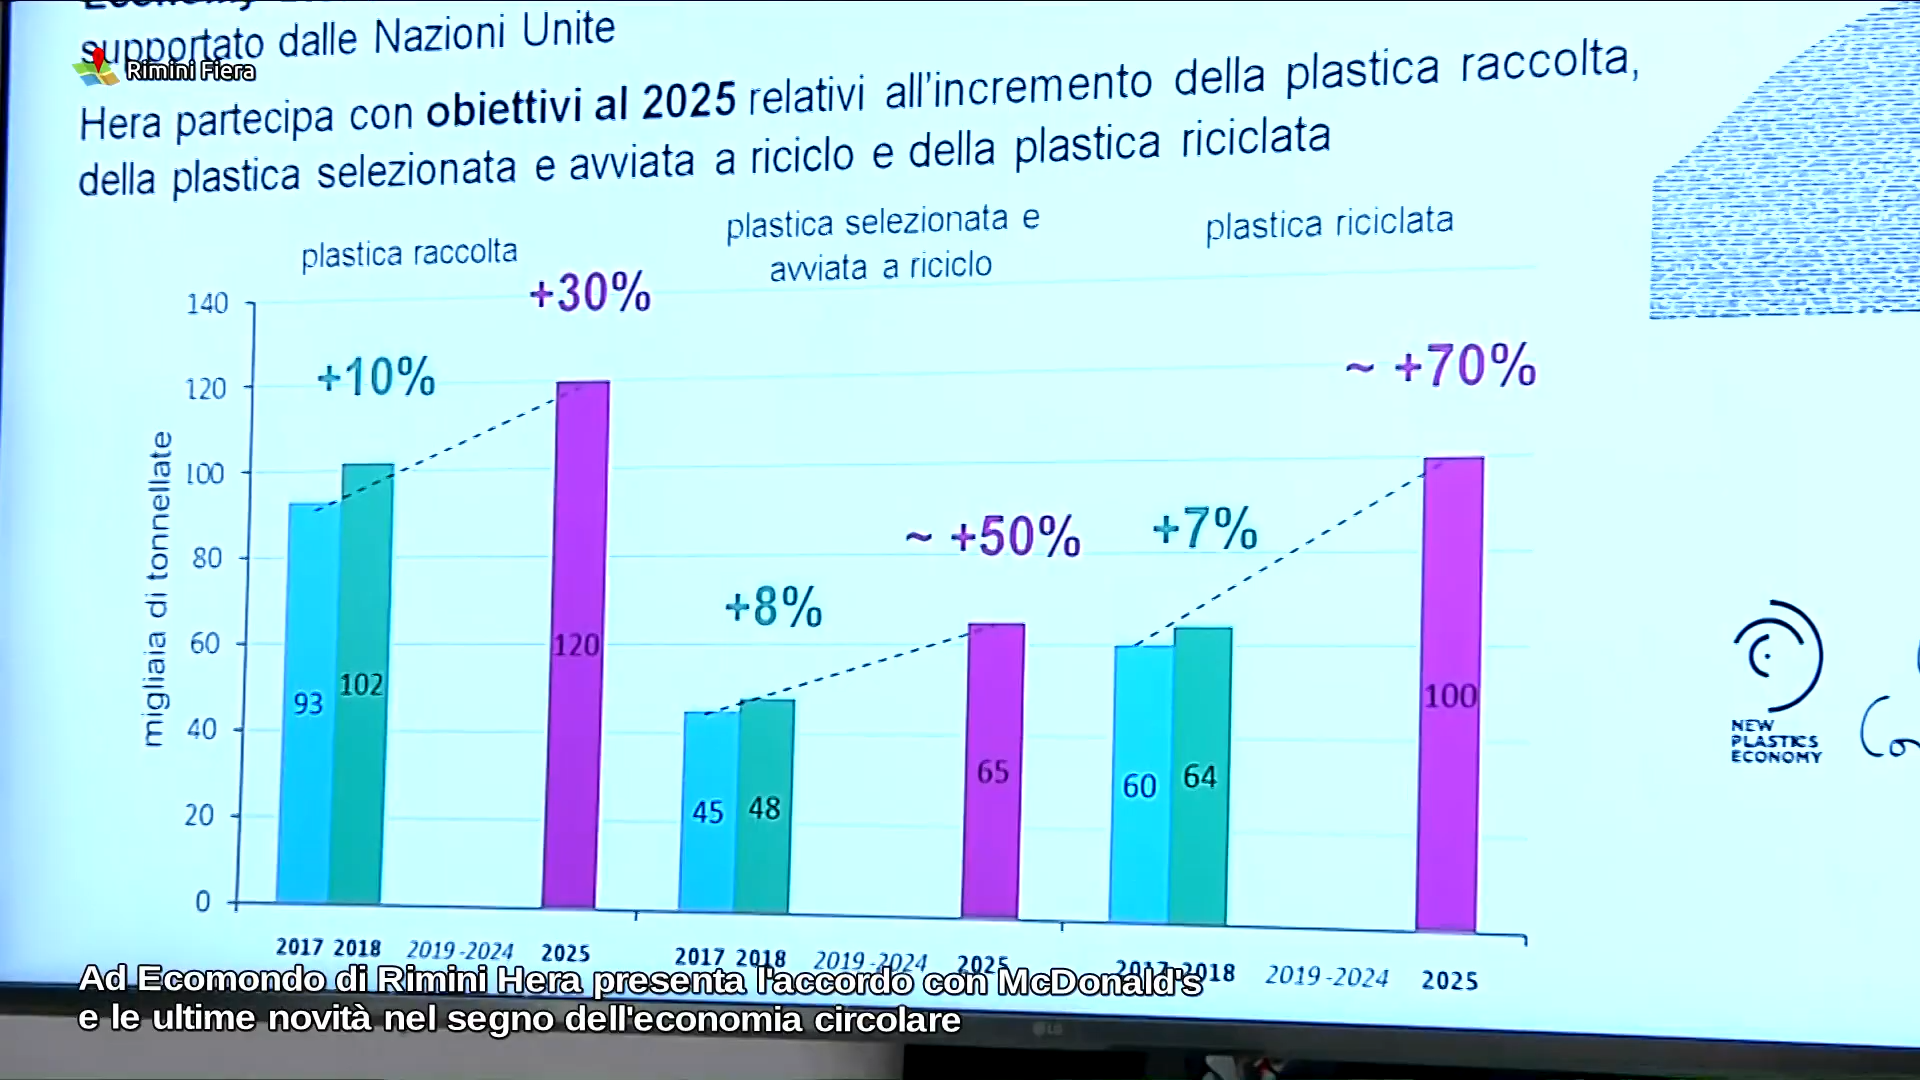 supportato dalle Nazioni Unite
Rimini Fiera
Hera partecipa con obiettivi al 2025 relativi all'incremento della plastica raccolta,
della plastica selezionata e avviata a riciclo e della plastica riciclata
plastica raccolta
plastica selezionata e
avviata a riciclo
plastica riciclata
+10%
+30%
+8%
~ +50%
+7%
~ +70%
migliaia di tonnellate
140
120
100
80
60
40
20
0
93
102
120
45
48
65
60
64
100
2017 2018 2019-2024 2025
2017 2018 2019-2024 2025
2017 2018 2019-2024 2025
NEW
PLASTICS
ECONOMY
Ad Ecomondo di Rimini Hera presenta l'accordo con McDonald's
e le ultime novità nel segno dell'economia circolare
LG